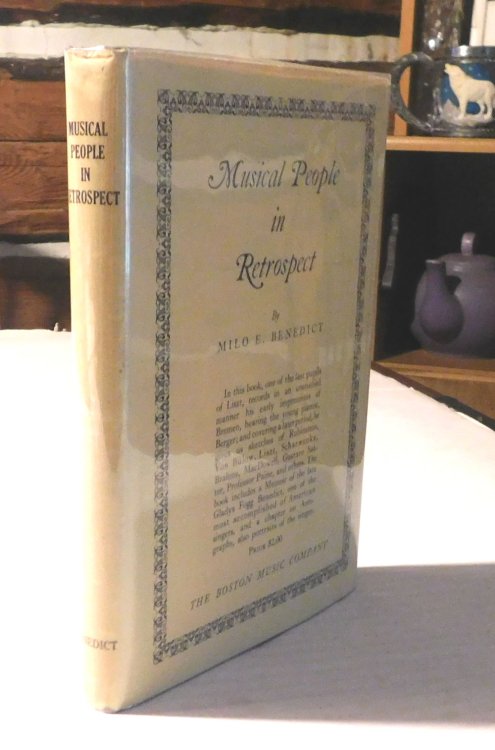 MUSICAL
PEOPLE
IN
RETROSPECT
BENEDICT
Musical People
in
Retrospect
By
MILO E. BENEDICT
In this book, one of the last pupils
of Liszt, records in an unstudied
manner his early impressions of
Bremen, hearing the young pianist,
Berger; and covering a later period, he
gives us sketches of Rubinstein,
Von Bulow, Liszt, Scharwenka,
Brahms, MacDowell, Gustave Sat-
ter, Professor Paine, and others. The
book includes a Memoir of the late
Gladys Fogg Benedict, one of the
most accomplished of American
singers, and a chapter on Auto-
graphs, also portraits of the singer.
Price $2.00
THE BOSTON MUSIC COMPANY